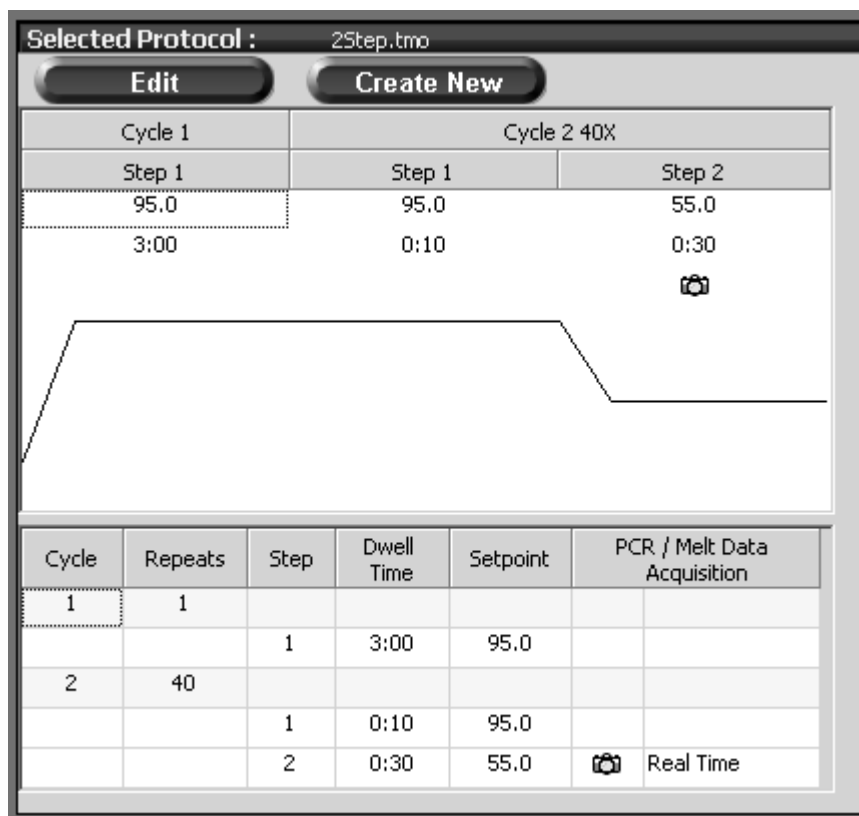 Selected Protocol : 2Step.tmo
Edit Create New
Cycle 1 Cycle 2 40X
Step 1 Step 1 Step 2
95.0 95.0 55.0
3:00 0:10 0:30
Cycle Repeats Step Dwell Time Setpoint PCR / Melt Data Acquisition
1 1
1 3:00 95.0
2 40
1 0:10 95.0
2 0:30 55.0 Real Time